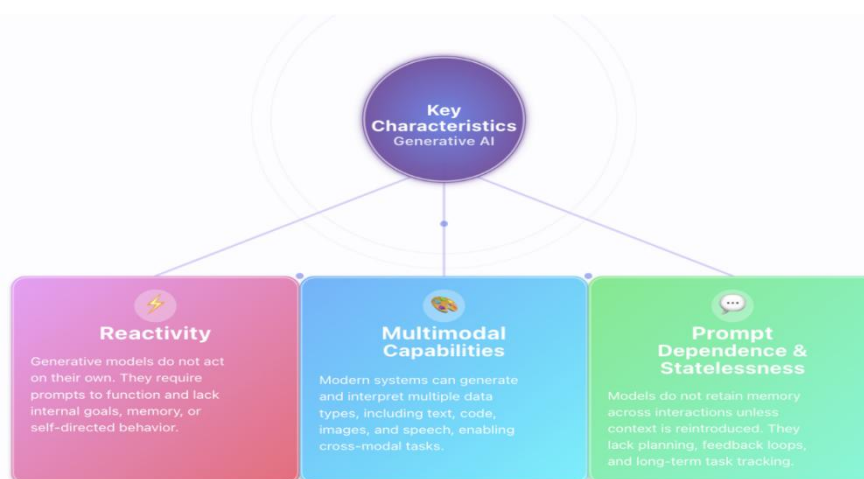 Key
Characteristics
Generative AI
Reactivity
Generative models do not act
on their own. They require
prompts to function and lack
internal goals, memory, or
self-directed behavior.
Multimodal
Capabilities
Modern systems can generate
and interpret multiple data
types, including text, code,
images, and speech, enabling
cross-modal tasks.
Prompt
Dependence &
Statelessness
Models do not retain memory
across interactions unless
context is reintroduced. They
lack planning, feedback loops,
and long-term task tracking.